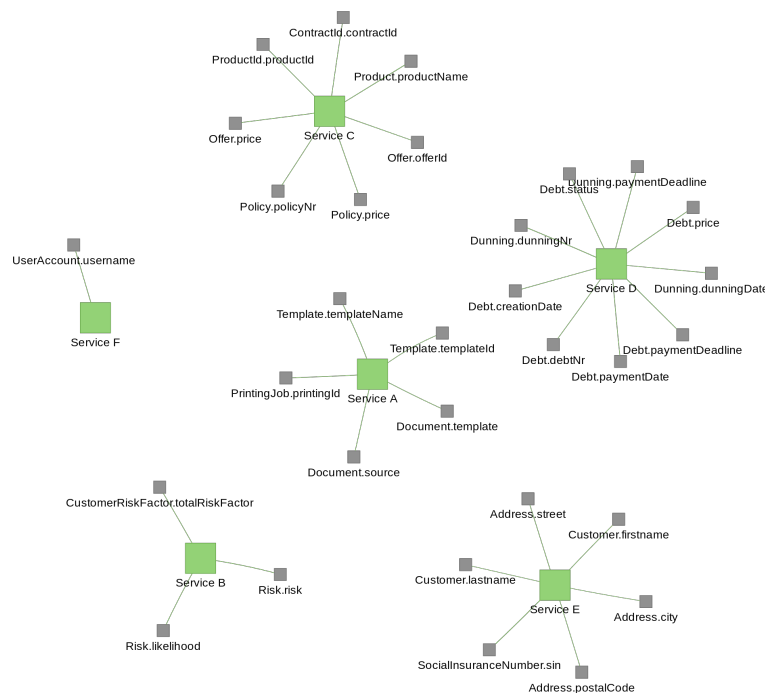 ContractId.contractId
ProductId.productId
Product.productName
Service C
Offer.price
Offer.offerId
Policy.policyNr
Policy.price
Dunning.paymentDeadline
Debt.status
Debt.price
Dunning.dunningNr
Service D
Dunning.dunningDate
Debt.creationDate
Debt.paymentDeadline
Debt.debtNr
Debt.paymentDate
UserAccount.username
Service F
Template.templateName
Template.templateId
PrintingJob.printingId
Service A
Document.template
Document.source
CustomerRiskFactor.totalRiskFactor
Service B
Risk.risk
Risk.likelihood
Address.street
Customer.firstname
Customer.lastname
Service E
Address.city
SocialInsuranceNumber.sin
Address.postalCode